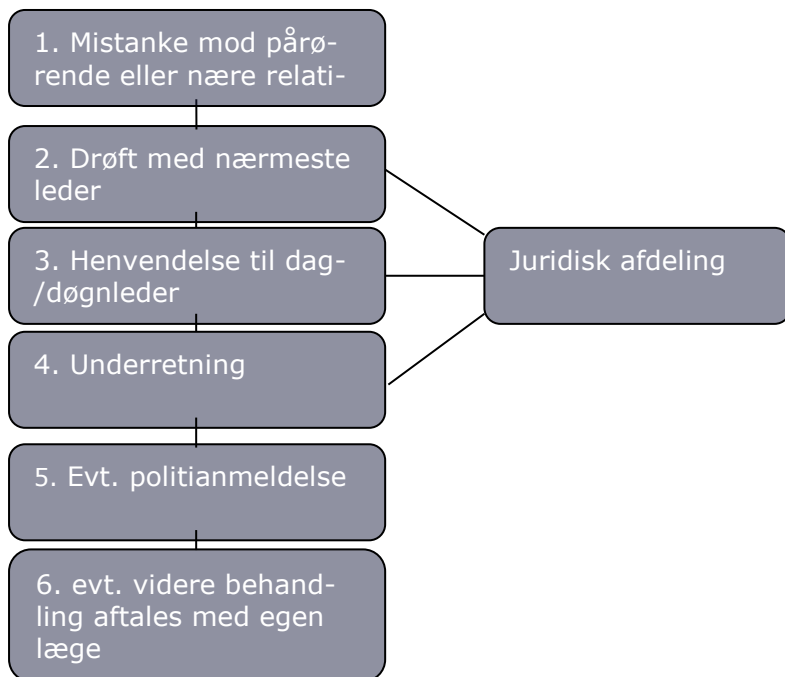 1. Mistanke mod pårø-
rende eller nære relati-
2. Drøft med nærmeste
leder
3. Henvendelse til dag-
/døgnleder
Juridisk afdeling
4. Underretning
5. Evt. politianmeldelse
6. evt. videre behand-
ling aftales med egen
læge